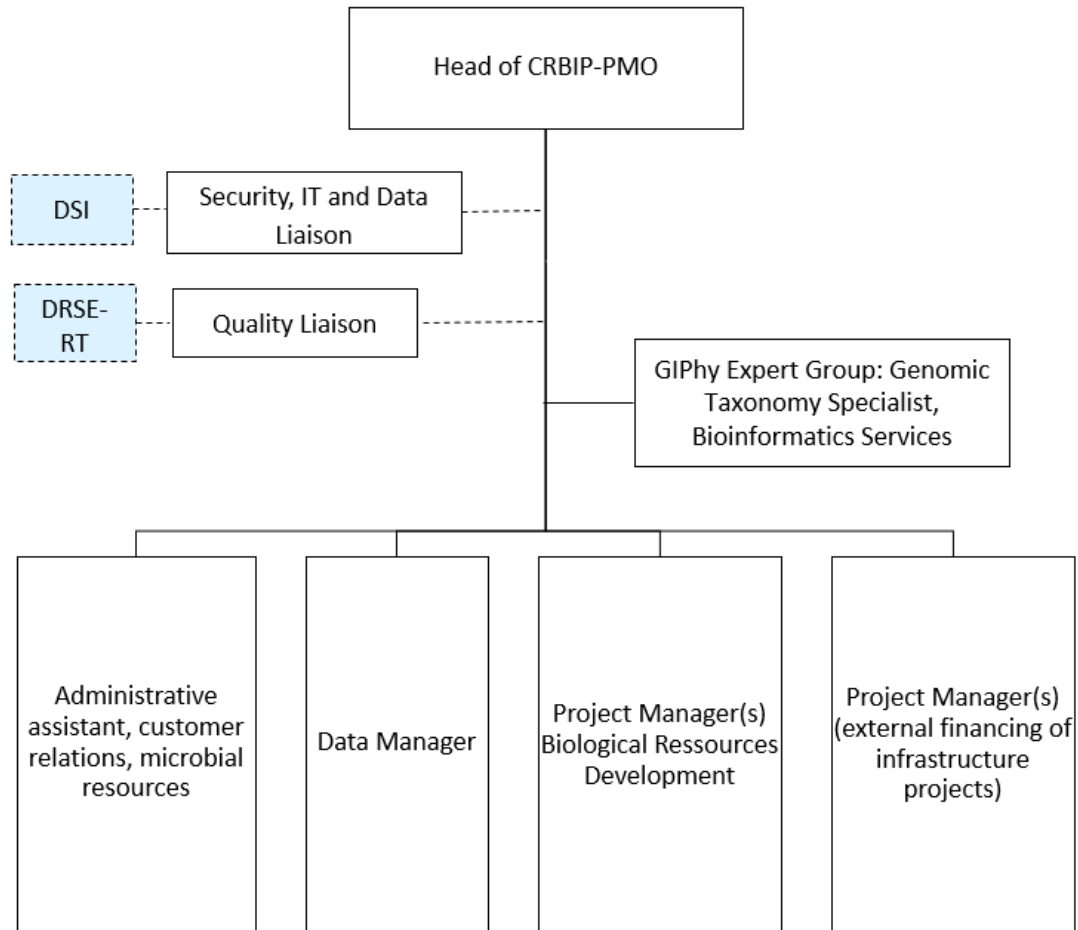 Head of CRBIP-PMO
DSI
Security, IT and Data
Liaison
DRSE-
RT
Quality Liaison
GIPhy Expert Group: Genomic
Taxonomy Specialist,
Bioinformatics Services
Administrative
assistant, customer
relations, microbial
resources
Data Manager
Project Manager(s)
Biological Ressources
Development
Project Manager(s)
(external financing of
infrastructure
projects)